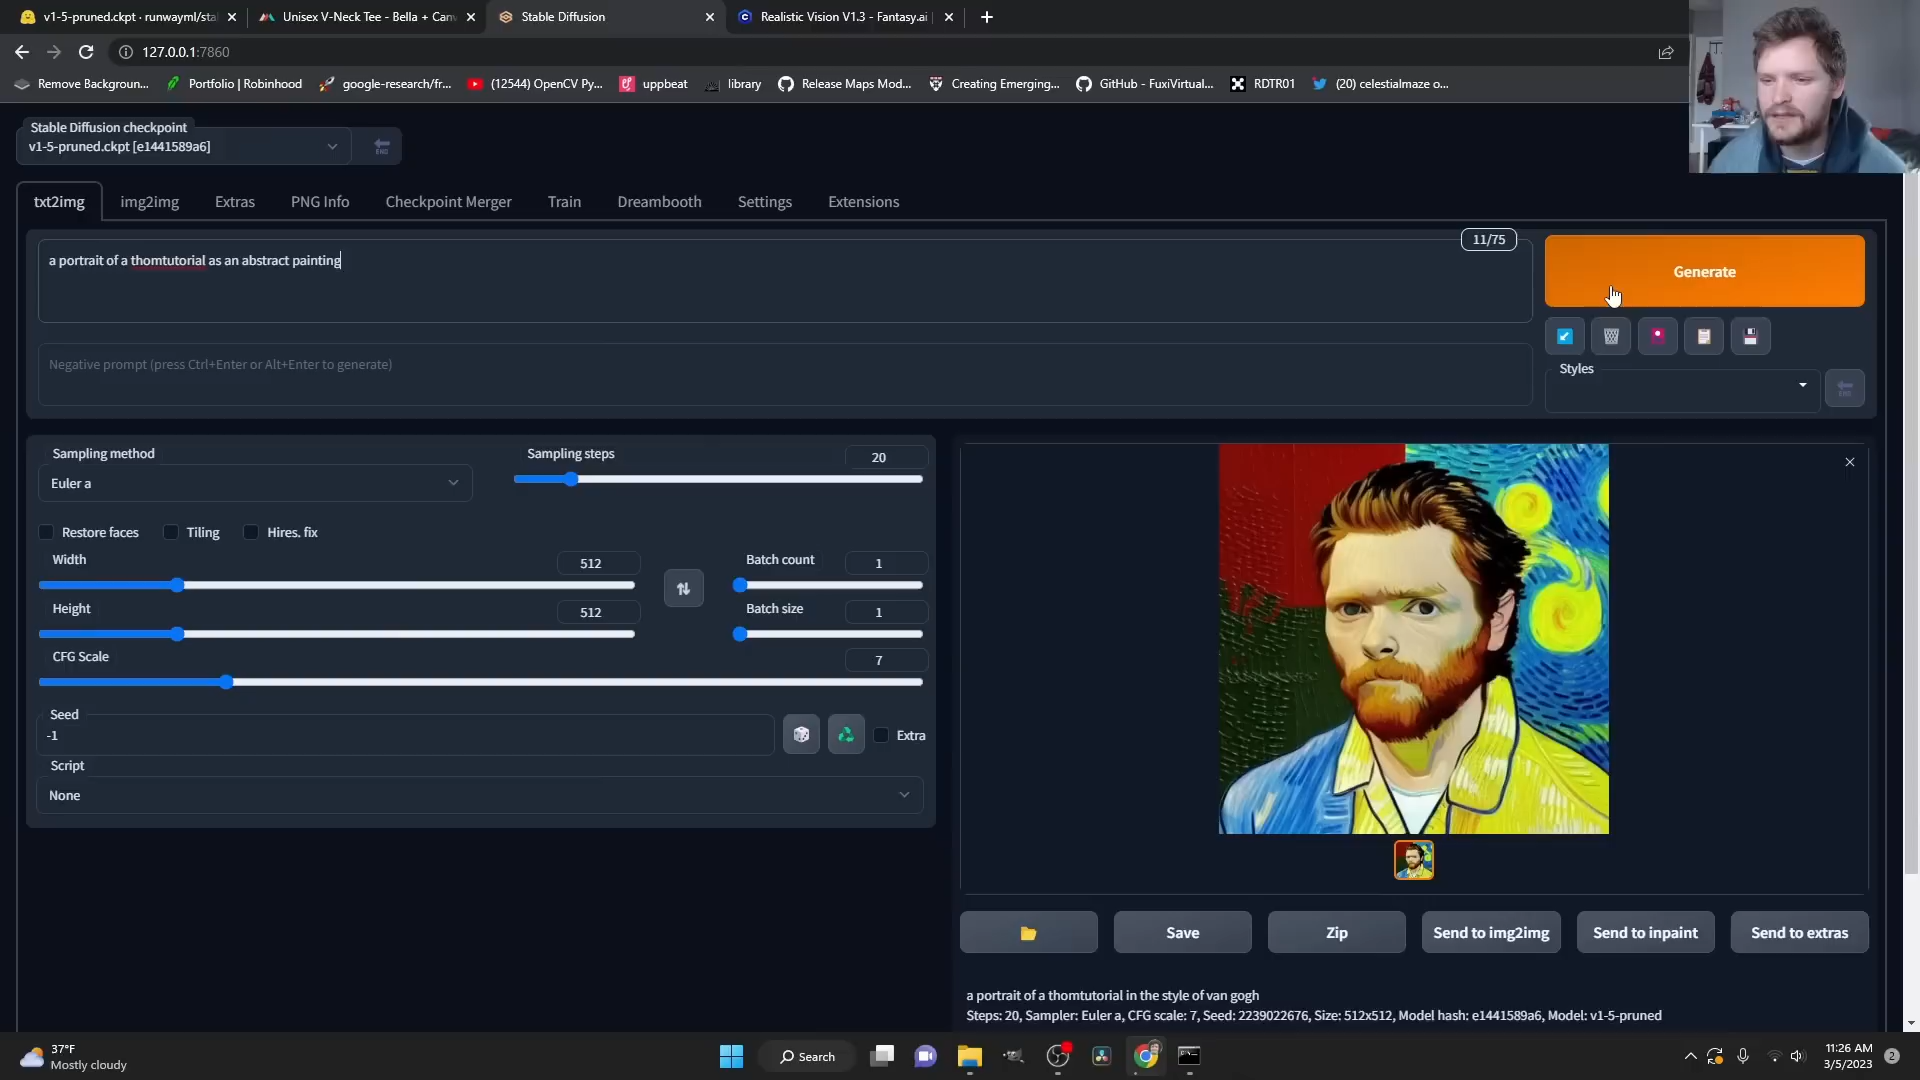 v1-5-pruned.ckpt · runwayml/stal
Unisex V-Neck Tee - Bella + Canv
Stable Diffusion
Realistic Vision V1.3 - Fantasy.ai
127.0.0.1:7860
Remove Backgroun...
Portfolio | Robinhood
google-research/fr...
(12544) OpenCV Py...
uppbeat
library
Release Maps Mod...
Creating Emerging...
GitHub - FuxiVirtual...
RDTR01
(20) celestialmaze o...
Stable Diffusion checkpoint
v1-5-pruned.ckpt [e1441589a6]
txt2img
img2img
Extras
PNG Info
Checkpoint Merger
Train
Dreambooth
Settings
Extensions
a portrait of a thomtutorial as an abstract painting
11/75
Generate
Negative prompt (press Ctrl+Enter or Alt+Enter to generate)
Styles
Sampling method
Euler a
Sampling steps
20
Restore faces
Tiling
Hires. fix
Width
512
Batch count
1
Height
512
Batch size
1
CFG Scale
7
Seed
-1
Extra
Script
None
Save
Zip
Send to img2img
Send to inpaint
Send to extras
a portrait of a thomtutorial in the style of van gogh
Steps: 20, Sampler: Euler a, CFG scale: 7, Seed: 2239022676, Size: 512x512, Model hash: e1441589a6, Model: v1-5-pruned
37°F
Mostly cloudy
Search
11:26 AM
3/5/2023
2